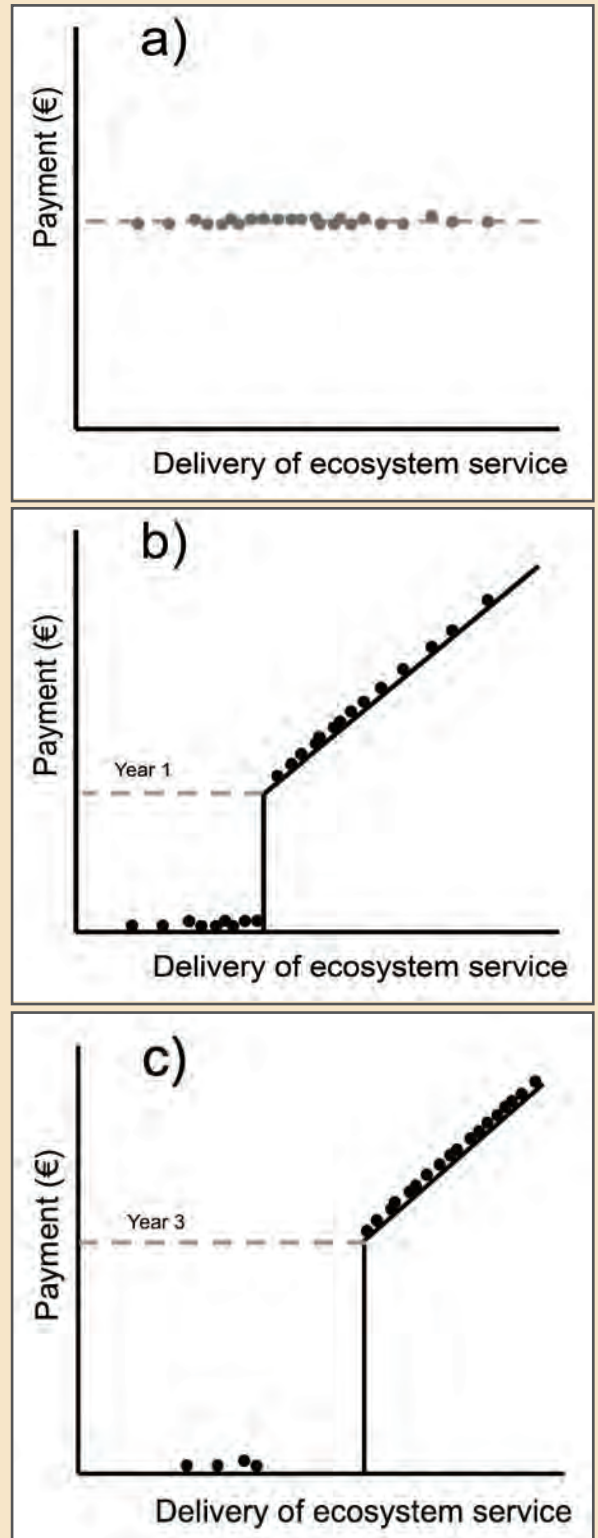 a)
Payment (€)
Delivery of ecosystem service
b)
Payment (€)
Year 1
Delivery of ecosystem service
c)
Payment (€)
Year 3
Delivery of ecosystem service